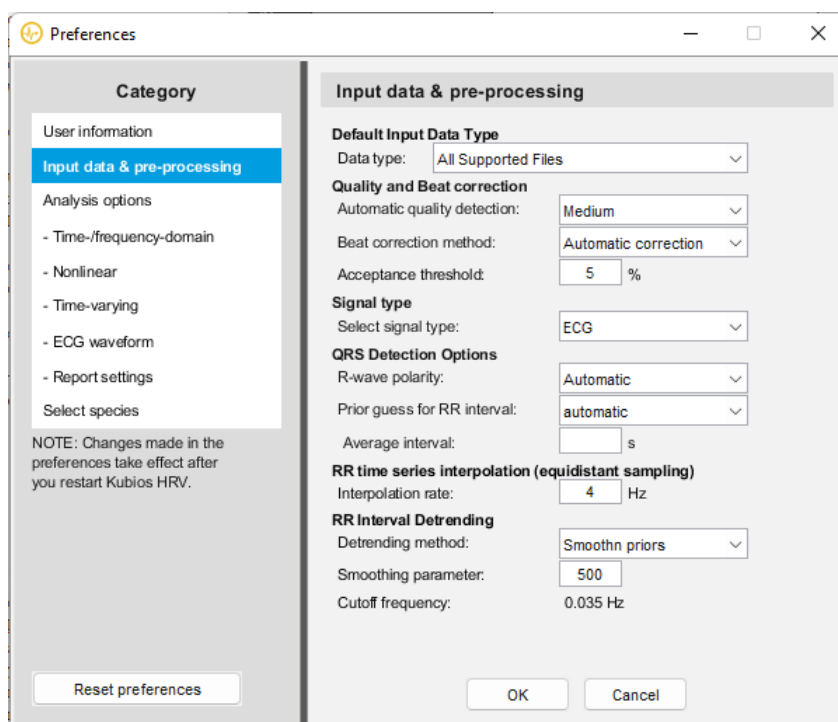 Preferences
Category
User information
Input data & pre-processing
Analysis options
- Time-/frequency-domain
- Nonlinear
- Time-varying
- ECG waveform
- Report settings
Select species
NOTE: Changes made in the
preferences take effect after
you restart Kubios HRV.
Reset preferences
Input data & pre-processing
Default Input Data Type
Data type: All Supported Files
Quality and Beat correction
Automatic quality detection: Medium
Beat correction method: Automatic correction
Acceptance threshold: 5 %
Signal type
Select signal type: ECG
QRS Detection Options
R-wave polarity: Automatic
Prior guess for RR interval: automatic
Average interval: s
RR time series interpolation (equidistant sampling)
Interpolation rate: 4 Hz
RR Interval Detrending
Detrending method: Smoothn priors
Smoothing parameter: 500
Cutoff frequency: 0.035 Hz
OK Cancel